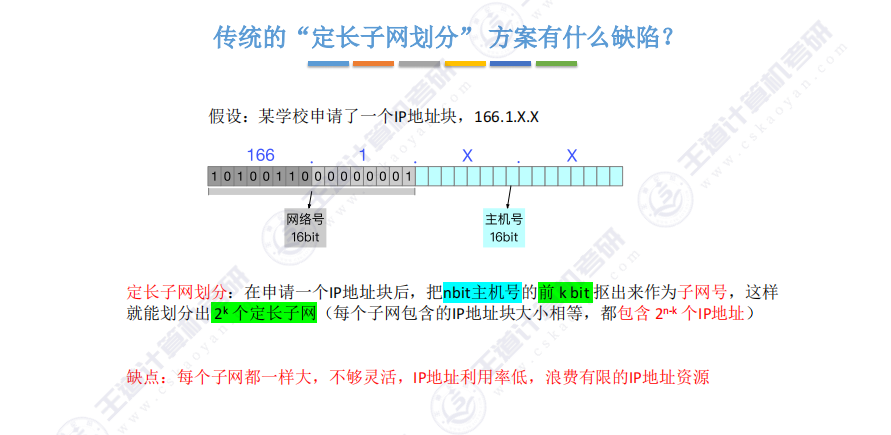 传统的“定长子网划分” 方案有什么缺陷？
假设：某学校申请了一个IP地址块，166.1.X.X
166 . 1 . X . X
1 0 1 0 0 1 1 0 0 0 0 0 0 0 0 1
网络号 主机号
16bit 16bit
定长子网划分：在申请一个IP地址块后，把nbit主机号的前 k bit 抠出来作为子网号，这样
就能划分出 2ᵏ 个定长子网（每个子网包含的IP地址块大小相等，都包含 2ⁿ⁻ᵏ 个IP地址）
缺点：每个子网都一样大，不够灵活，IP地址利用率低，浪费有限的IP地址资源
王道计算机考研
www.cskaoyan.com